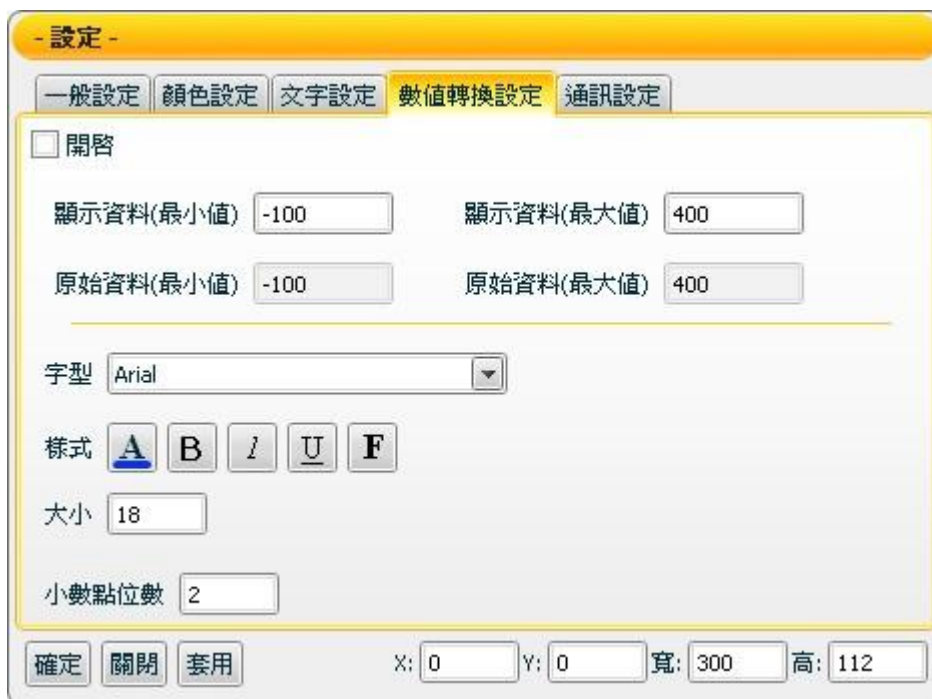 - 設定 -
一般設定 顏色設定 文字設定 數值轉換設定 通訊設定
開啓
顯示資料(最小值) -100 顯示資料(最大值) 400
原始資料(最小值) -100 原始資料(最大值) 400
字型 Arial
樣式 A B I U F
大小 18
小數點位數 2
確定 關閉 套用 X: 0 Y: 0 寬: 300 高: 112